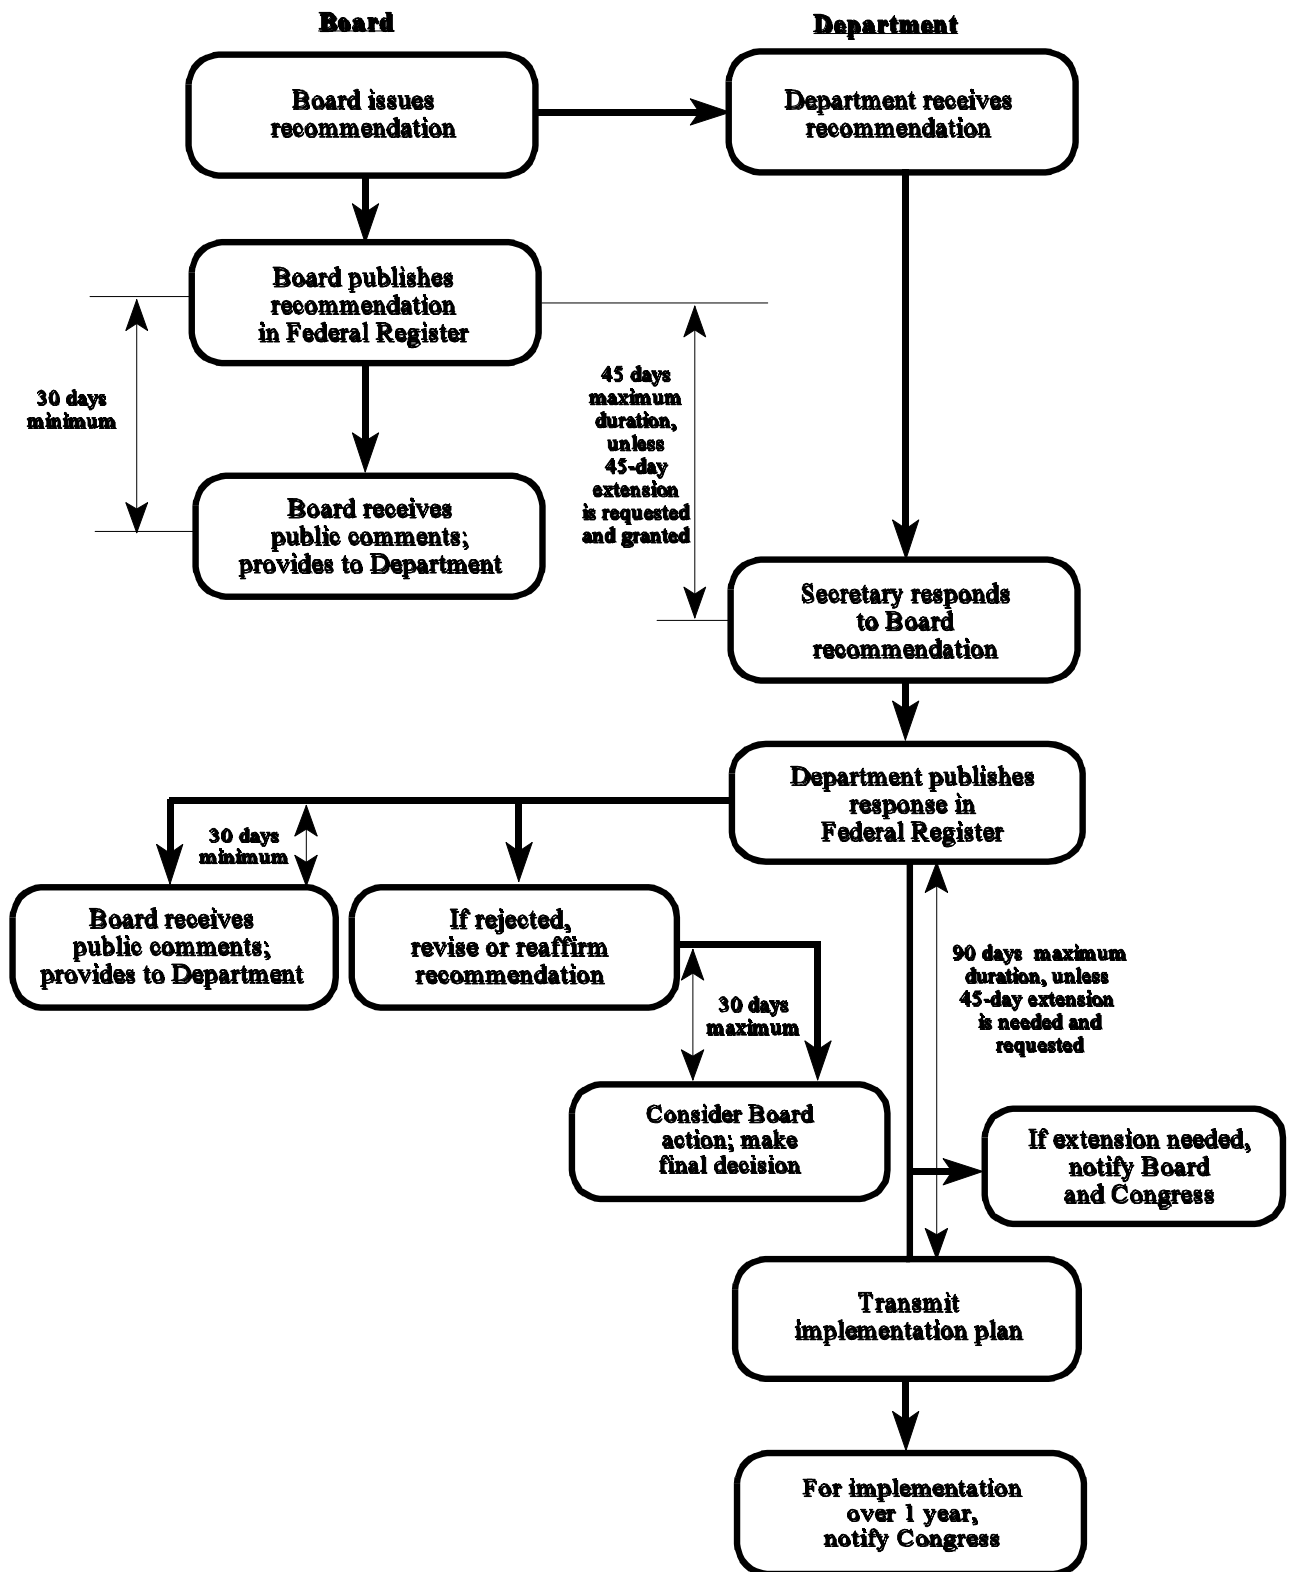 Board
Department
Board issues
recommendation
Department receives
recommendation
Board publishes
recommendation
in Federal Register
30 days
minimum
45 days
maximum
duration,
unless
45-day
extension
is requested
and granted
Board receives
public comments;
provides to Department
Secretary responds
to Board
recommendation
Department publishes
response in
Federal Register
30 days
minimum
Board receives
public comments;
provides to Department
If rejected,
revise or reaffirm
recommendation
30 days
maximum
90 days maximum
duration, unless
45-day extension
is needed and
requested
Consider Board
action; make
final decision
If extension needed,
notify Board
and Congress
Transmit
implementation plan
For implementation
over 1 year,
notify Congress